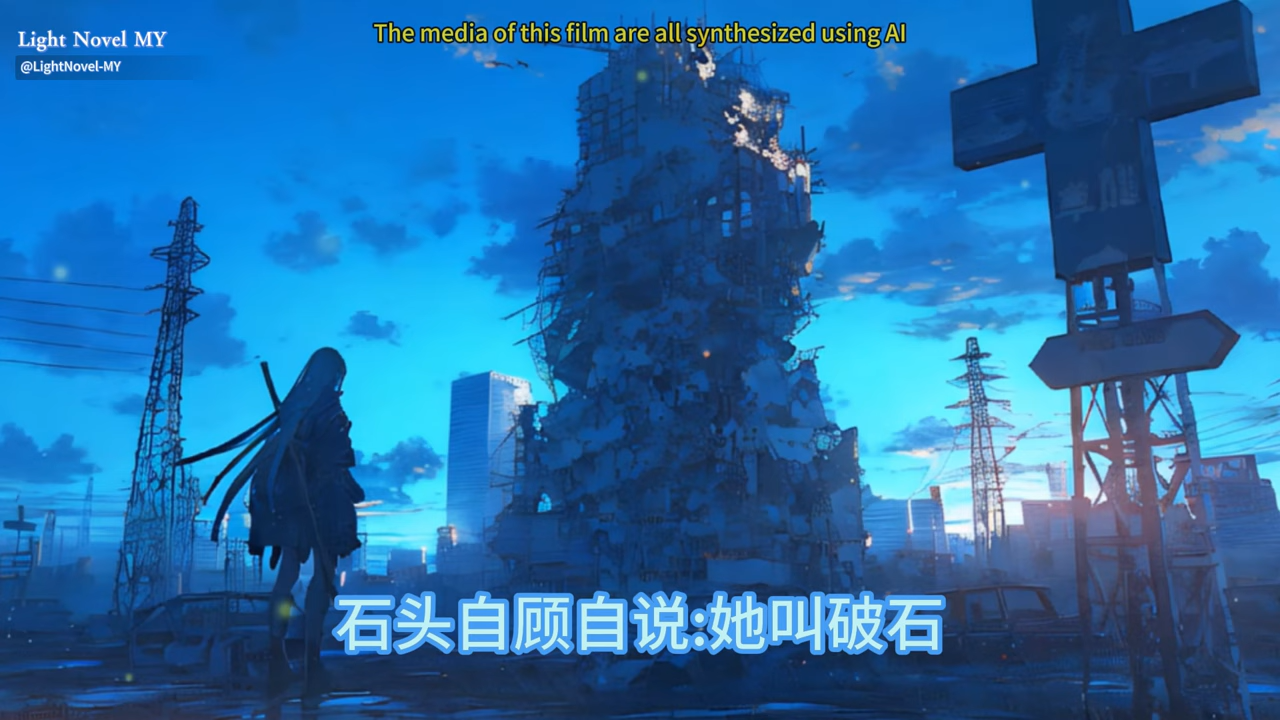 The media of this film are all synthesized using AI
Light Novel MY
@LightNovel-MY
石头自顾自说:她叫破石